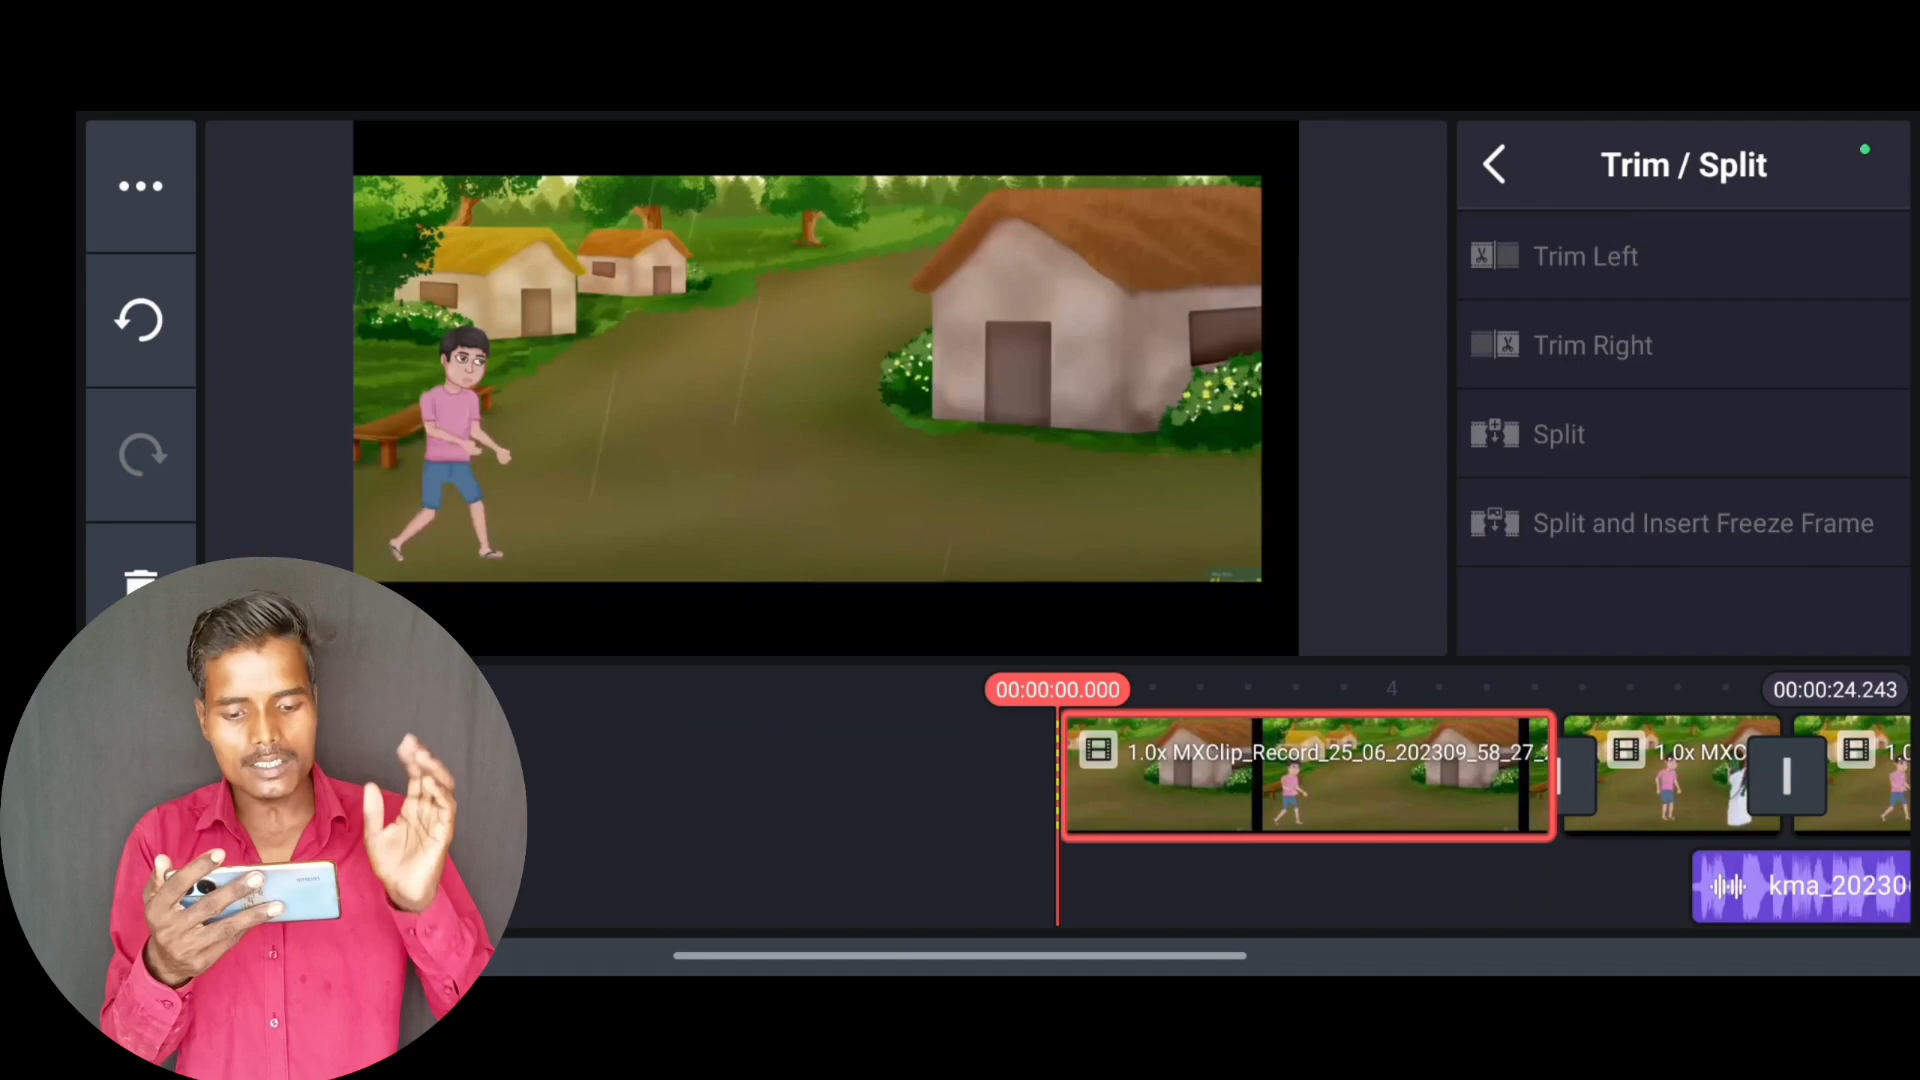 Trim / Split
Trim Left
Trim Right
Split
Split and Insert Freeze Frame
00:00:00.000
4
00:00:24.243
1.0x MXClip_Record_25_06_202309_58_27_
1.0x MXC
1.0
kma_20230